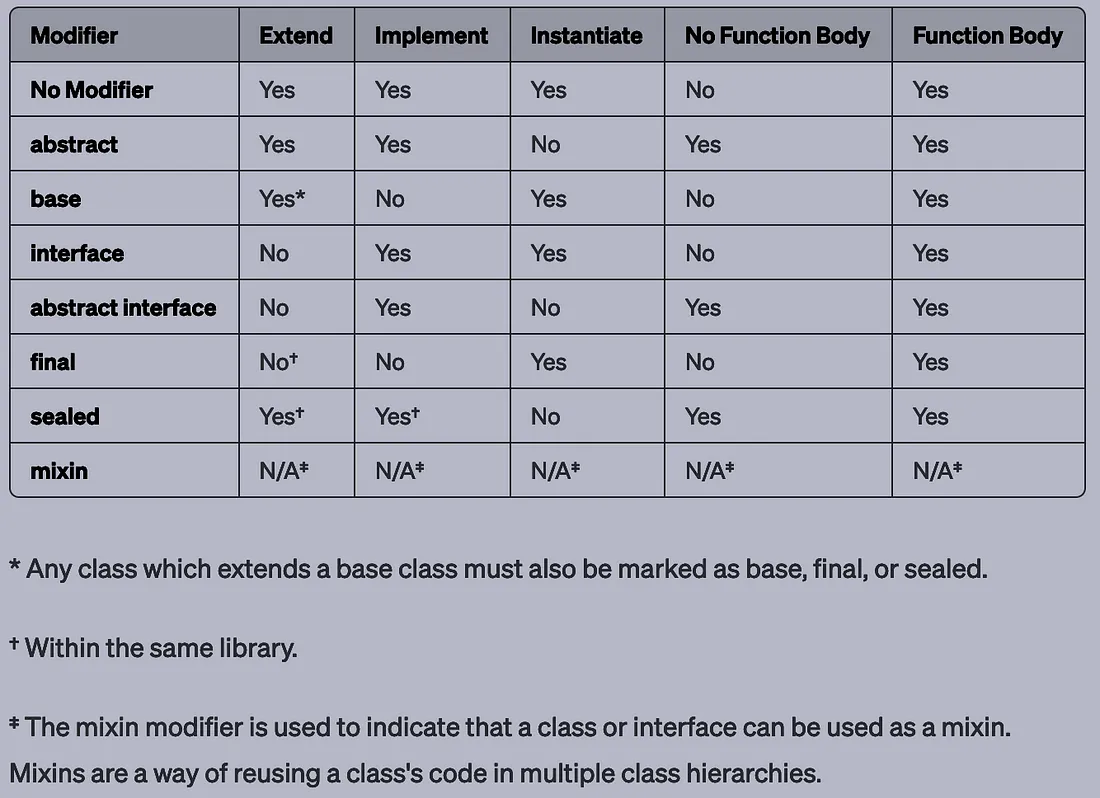 Modifier Extend Implement Instantiate No Function Body Function Body
No Modifier Yes Yes Yes No Yes
abstract Yes Yes No Yes Yes
base Yes* No Yes No Yes
interface No Yes Yes No Yes
abstract interface No Yes No Yes Yes
final No† No Yes No Yes
sealed Yes† Yes† No Yes Yes
mixin N/A‡ N/A‡ N/A‡ N/A‡ N/A‡
* Any class which extends a base class must also be marked as base, final, or sealed.
† Within the same library.
‡ The mixin modifier is used to indicate that a class or interface can be used as a mixin.
Mixins are a way of reusing a class's code in multiple class hierarchies.